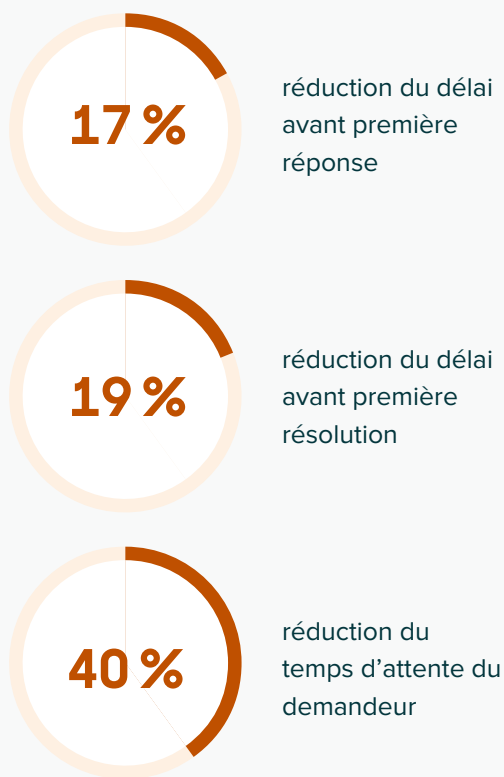 17 %
réduction du délai
avant première
réponse
19 %
réduction du délai
avant première
résolution
40 %
réduction du
temps d’attente du
demandeur